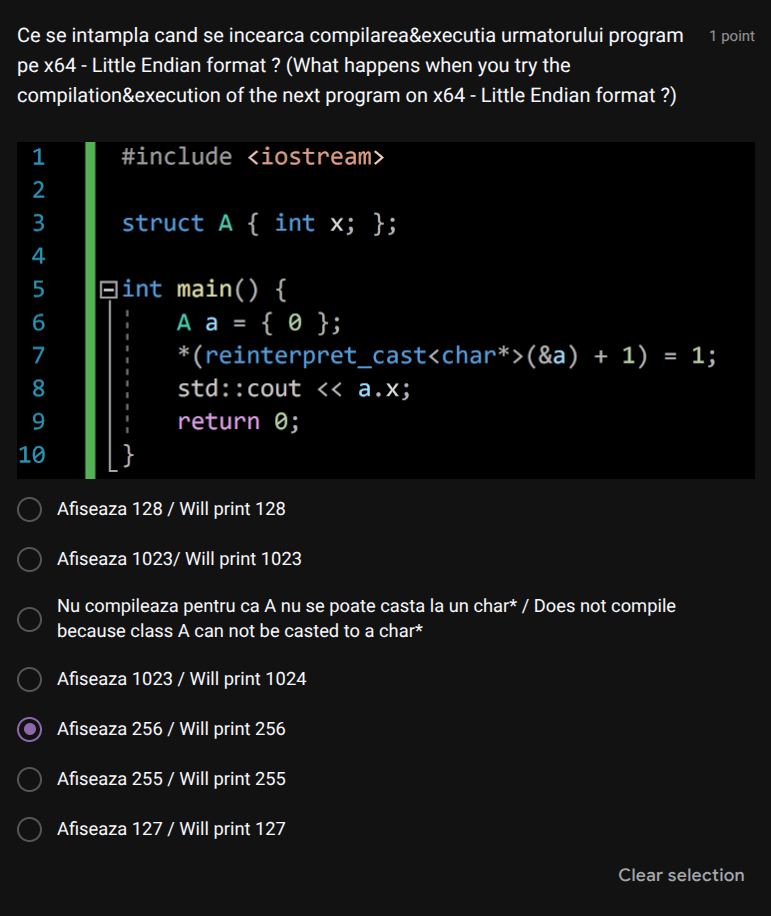 Ce se intampla cand se incearca compilarea&executia urmatorului program
1 point
pe x64 - Little Endian format ? (What happens when you try the
compilation&execution of the next program on x64 - Little Endian format ?)
1 #include <iostream>
2
3 struct A { int x; };
4
5 int main() {
6 A a = { 0 };
7 *(reinterpret_cast<char*>(&a) + 1) = 1;
8 std::cout << a.x;
9 return 0;
10 }
Afiseaza 128 / Will print 128
Afiseaza 1023/ Will print 1023
Nu compileaza pentru ca A nu se poate casta la un char* / Does not compile
because class A can not be casted to a char*
Afiseaza 1023 / Will print 1024
Afiseaza 256 / Will print 256
Afiseaza 255 / Will print 255
Afiseaza 127 / Will print 127
Clear selection